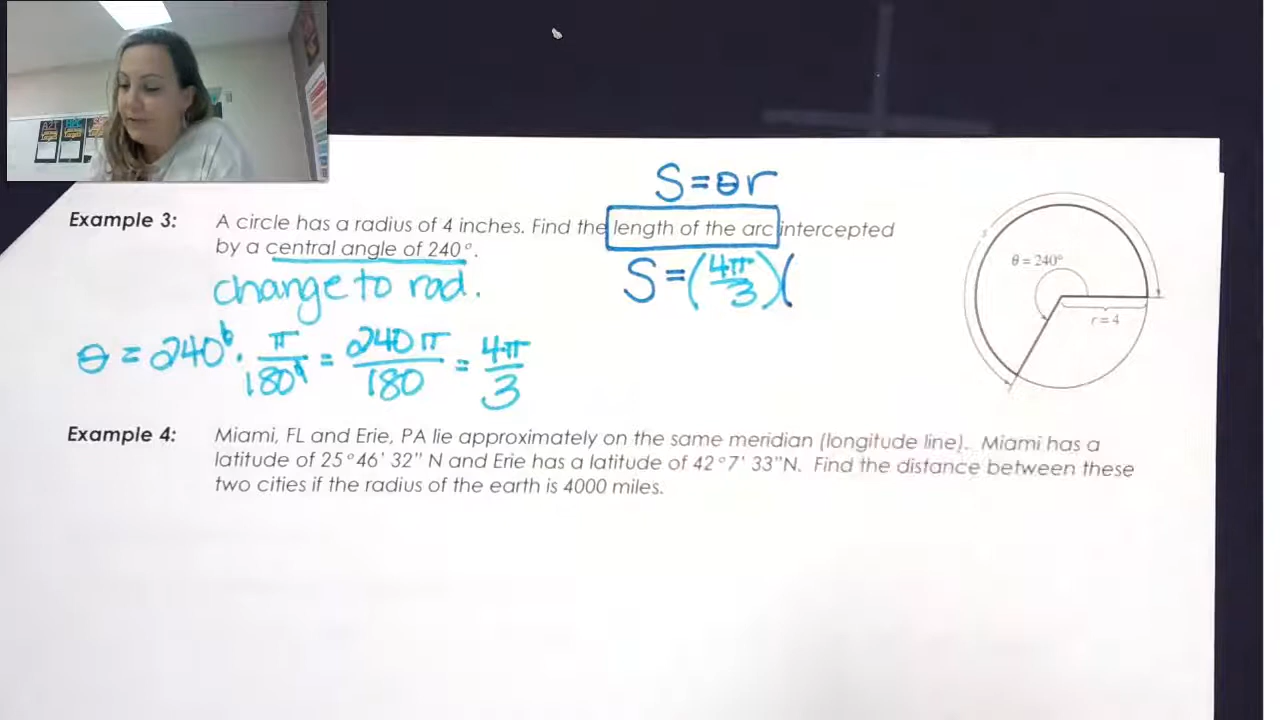 S=θr
Example 3: A circle has a radius of 4 inches. Find the length of the arc intercepted
by a central angle of 240°.
S=(4π/3)(
change to rad.
θ = 240° · π/180° = 240π/180 = 4π/3
s
θ = 240°
r = 4
Example 4: Miami, FL and Erie, PA lie approximately on the same meridian (longitude line). Miami has a
latitude of 25°46' 32" N and Erie has a latitude of 42°7' 33"N. Find the distance between these
two cities if the radius of the earth is 4000 miles.